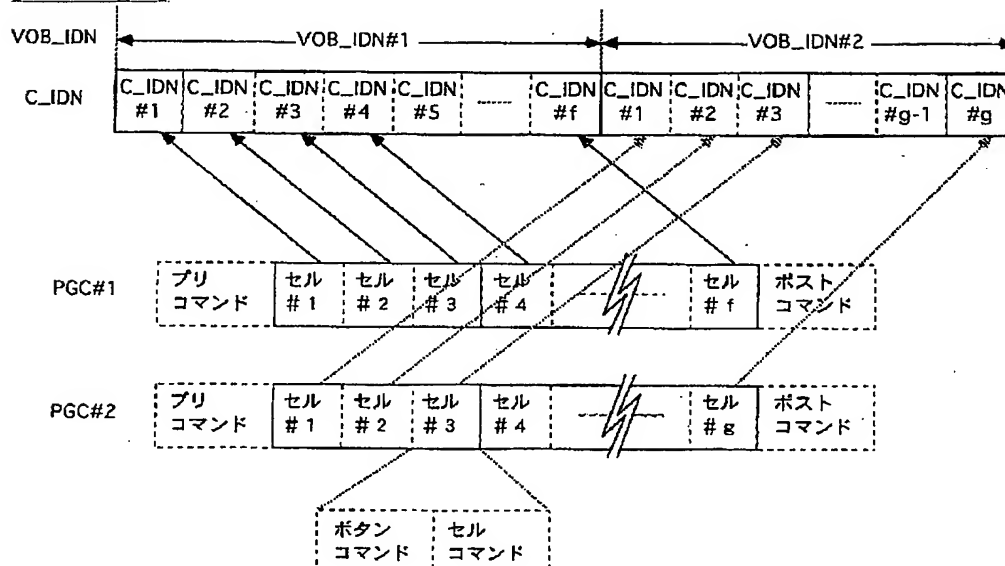 VOB_IDN VOB_IDN#1 VOB_IDN#2
C_IDN C_IDN C_IDN C_IDN C_IDN C_IDN ------ C_IDN C_IDN C_IDN C_IDN ------ C_IDN C_IDN
#1 #2 #3 #4 #5 #f #1 #2 #3 #g-1 #g
PGC#1 プリ セル セル セル セル セル ポスト
コマンド #1 #2 #3 #4 #f コマンド
PGC#2 プリ セル セル セル セル セル ポスト
コマンド #1 #2 #3 #4 #g コマンド
ボタン セル
コマンド コマンド